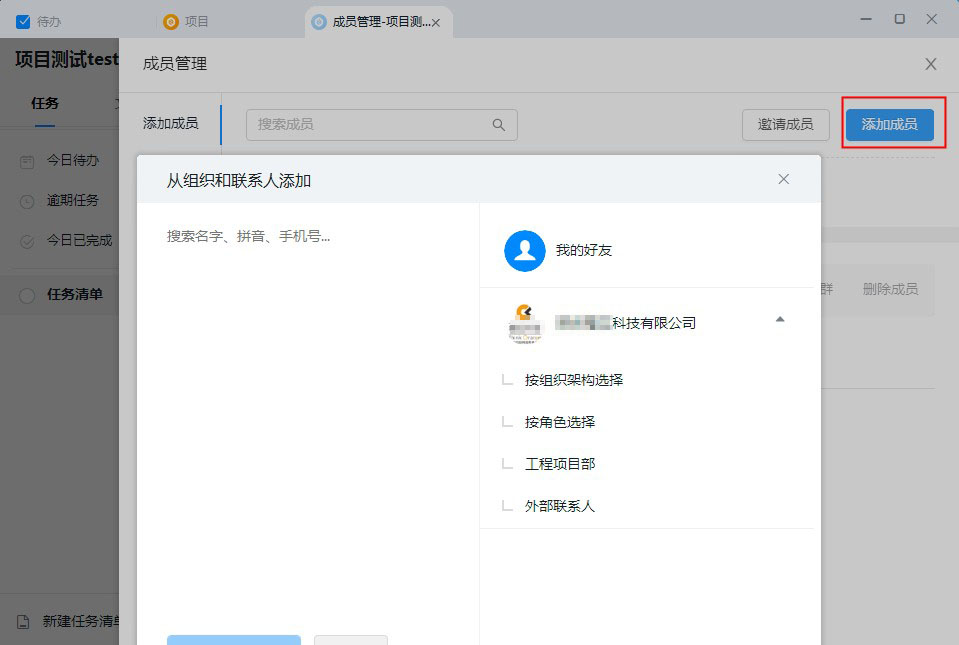 待办
项目
成员管理-项目测...
项目测试test
成员管理
任务
添加成员
搜索成员
邀请成员
添加成员
今日待办
逾期任务
今日已完成
任务清单
新建任务清单
从组织和联系人添加
搜索名字、拼音、手机号...
我的好友
科技有限公司
按组织架构选择
按角色选择
工程项目部
外部联系人
群
删除成员